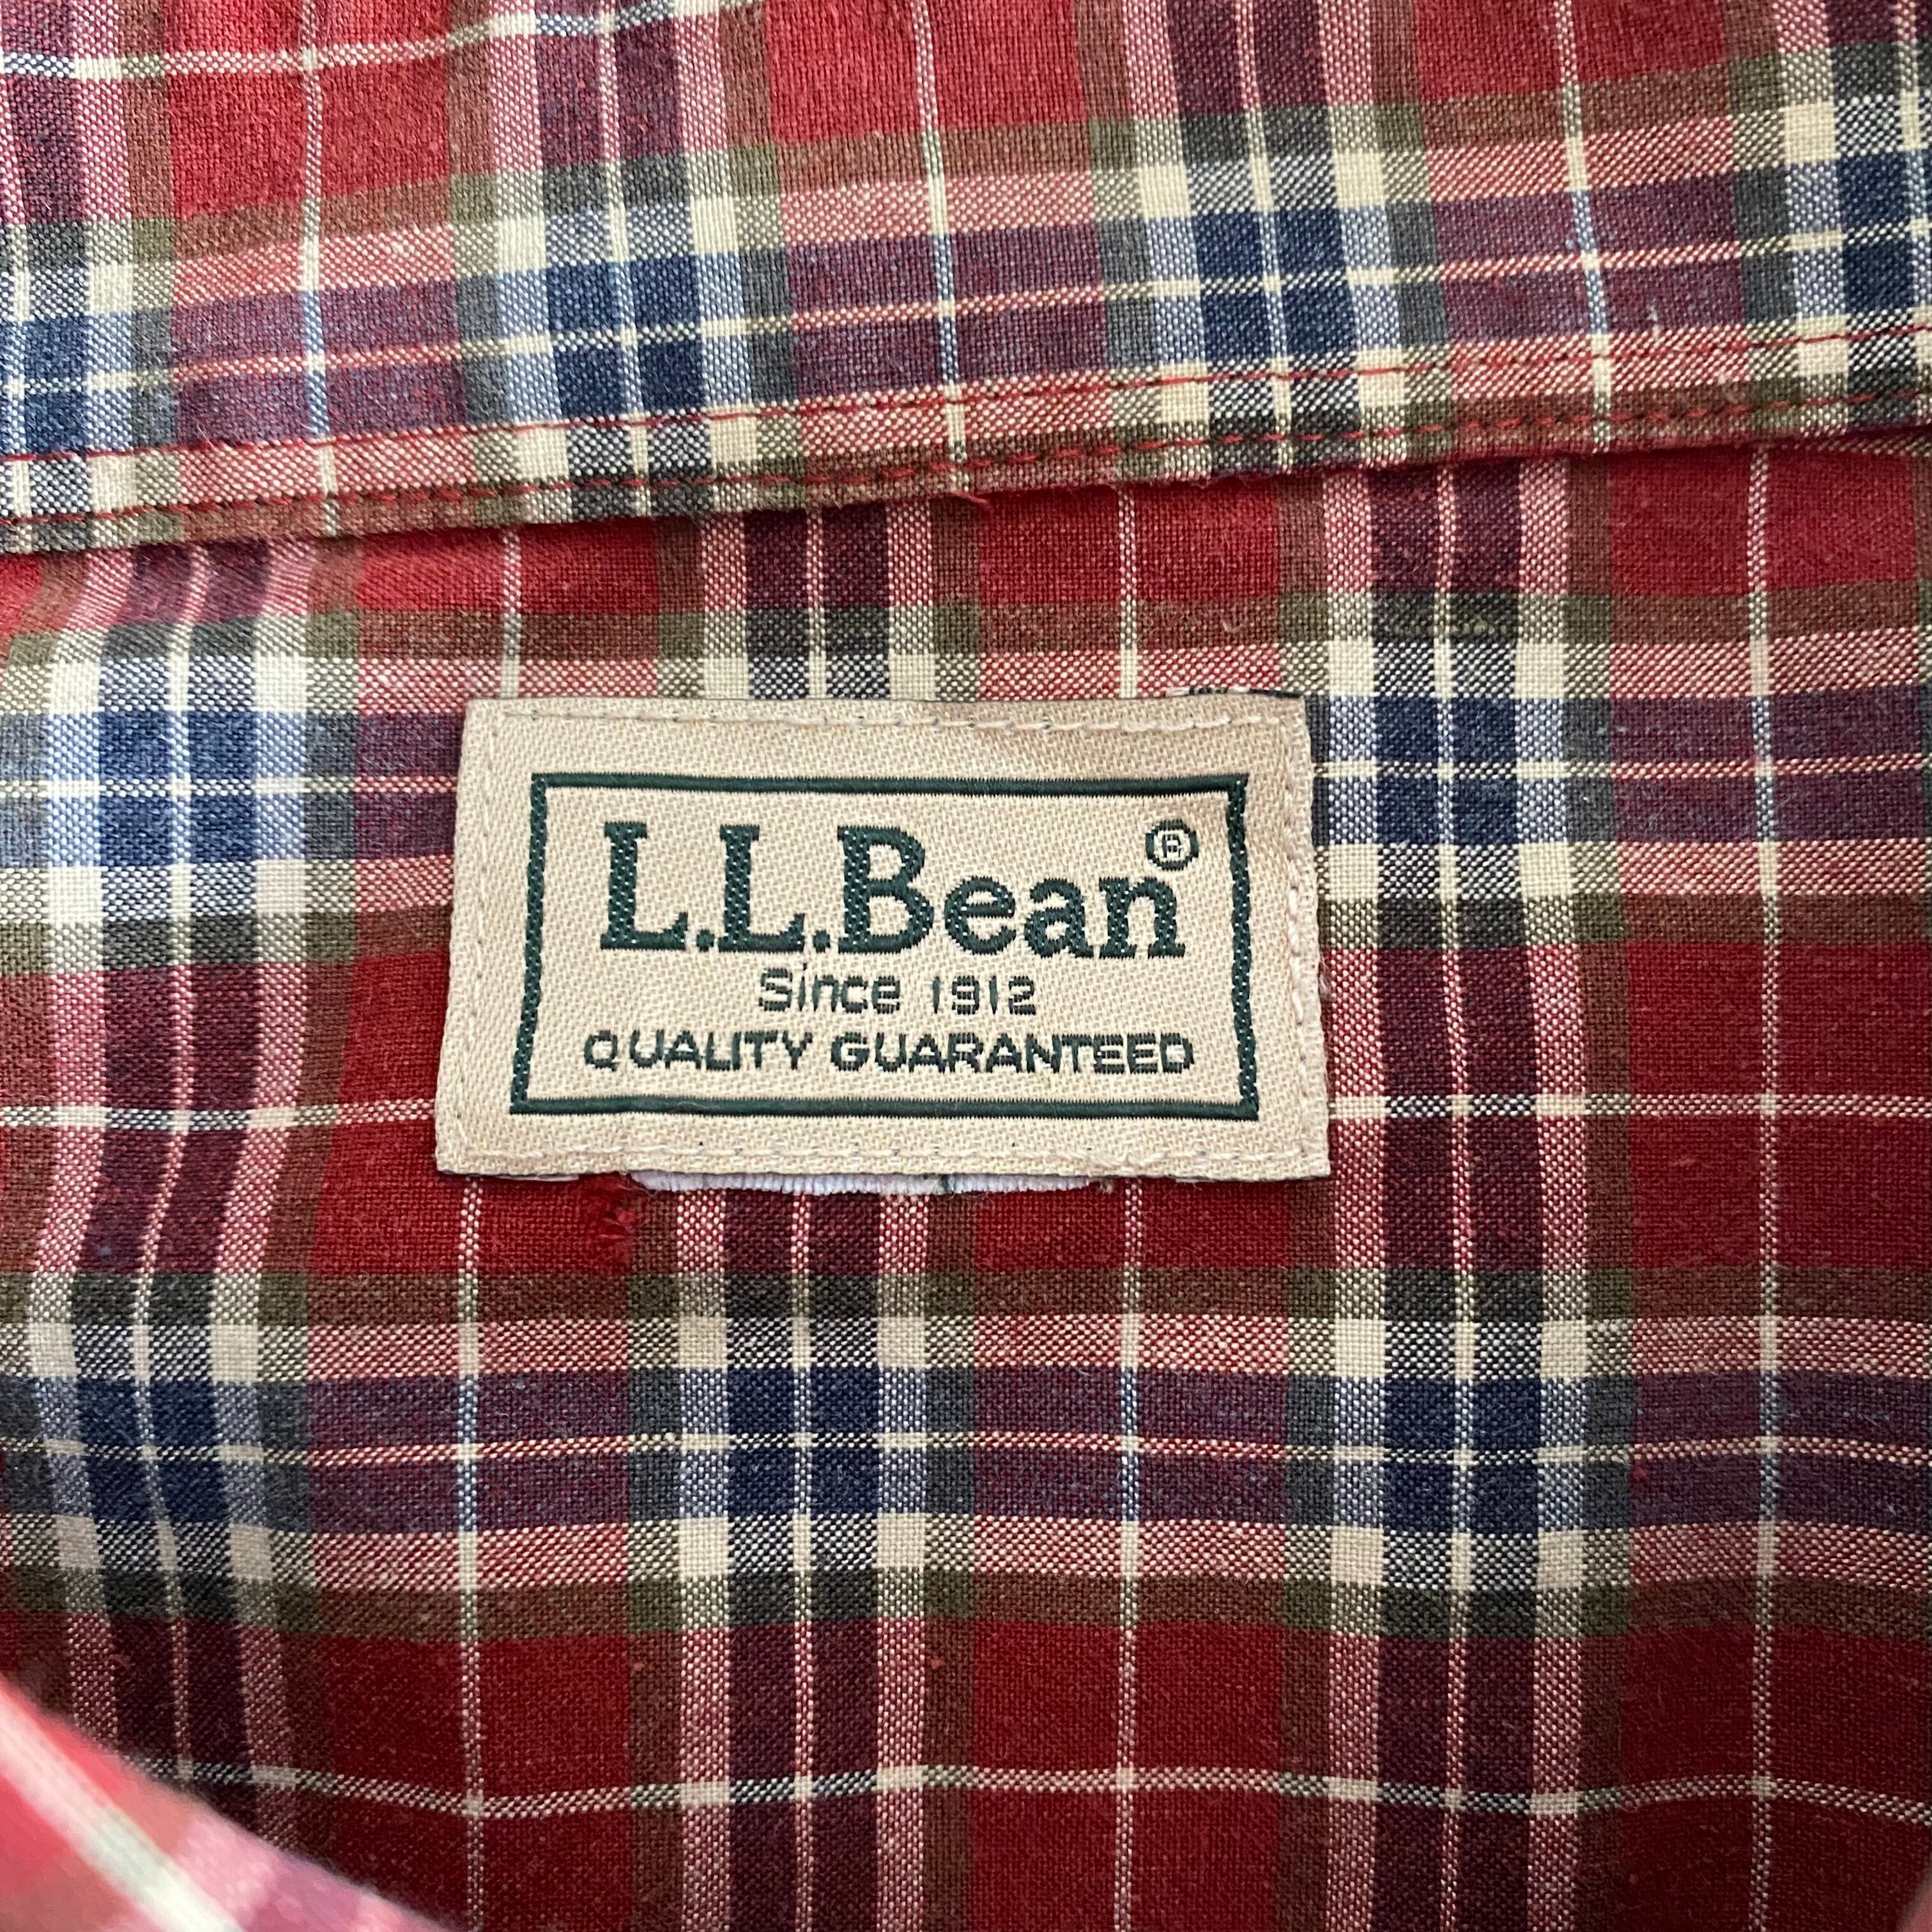 L.L.Bean®
Since 1912
QUALITY GUARANTEED